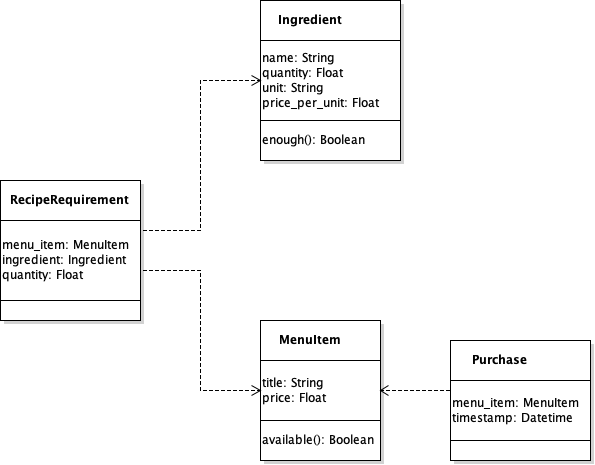 Ingredient
name: String
quantity: Float
unit: String
price_per_unit: Float
enough(): Boolean
RecipeRequirement
menu_item: MenuItem
ingredient: Ingredient
quantity: Float
MenuItem
title: String
price: Float
available(): Boolean
Purchase
menu_item: MenuItem
timestamp: Datetime